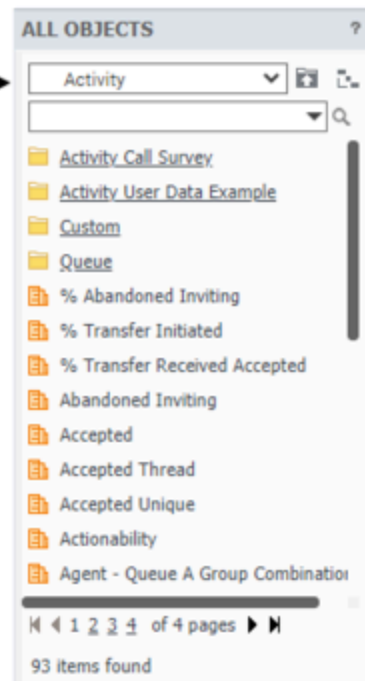 ALL OBJECTS ?
Activity
Activity Call Survey
Activity User Data Example
Custom
Queue
% Abandoned Inviting
% Transfer Initiated
% Transfer Received Accepted
Abandoned Inviting
Accepted
Accepted Thread
Accepted Unique
Actionability
Agent - Queue A Group Combination
1 2 3 4 of 4 pages
93 items found